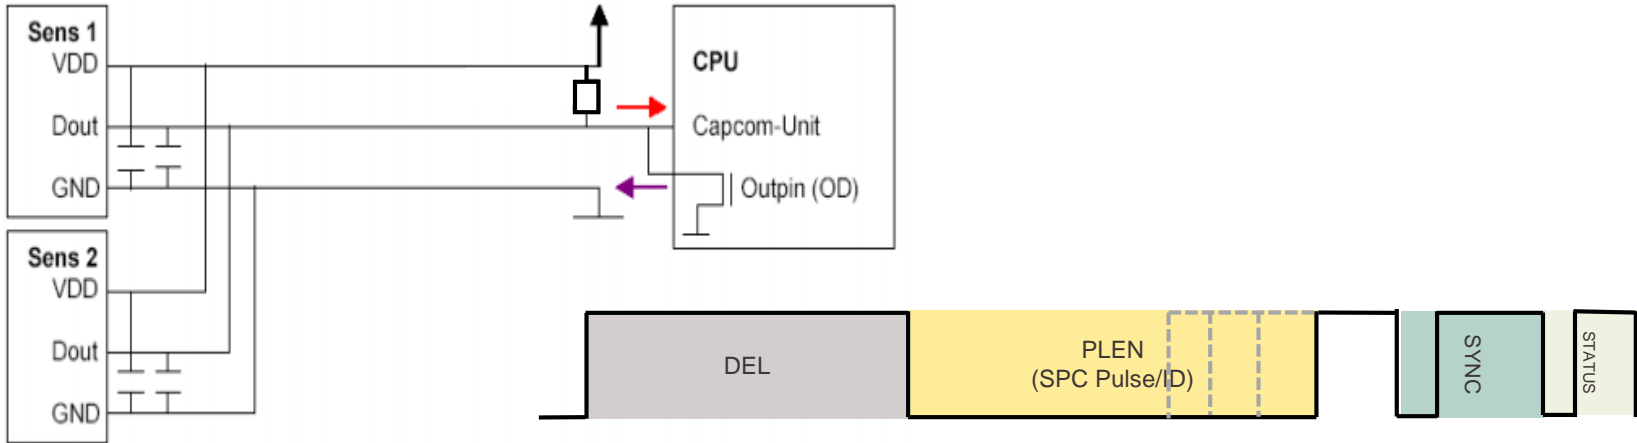 Sens 1
VDD
Dout
GND
CPU
Capcom-Unit
Outpin (OD)
Sens 2
VDD
Dout
GND
DEL
PLEN
(SPC Pulse/ID)
SYNC
STATUS